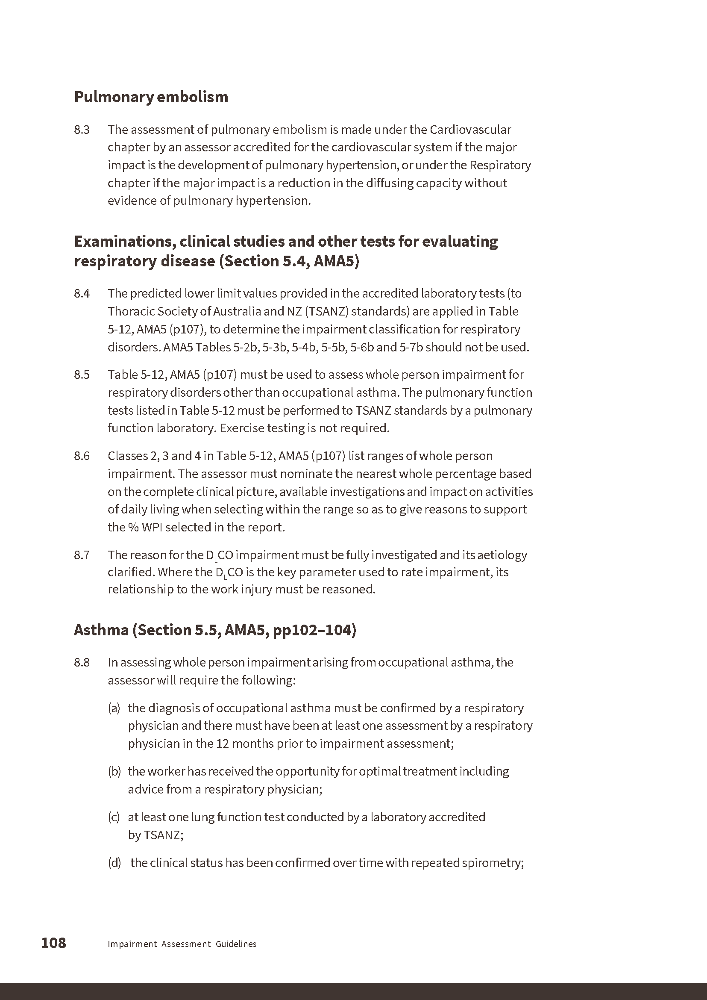 Pulmonary embolism
8.3 The assessment of pulmonary embolism is made under the Cardiovascular
chapter by an assessor accredited for the cardiovascular system if the major
impact is the development of pulmonary hypertension, or under the Respiratory
chapter if the major impact is a reduction in the diffusing capacity without
evidence of pulmonary hypertension.
Examinations, clinical studies and other tests for evaluating
respiratory disease (Section 5.4, AMA5)
8.4 The predicted lower limit values provided in the accredited laboratory tests (to
Thoracic Society of Australia and NZ (TSANZ) standards) are applied in Table
5-12, AMA5 (p107), to determine the impairment classification for respiratory
disorders. AMA5 Tables 5-2b, 5-3b, 5-4b, 5-5b, 5-6b and 5-7b should not be used.
8.5 Table 5-12, AMA5 (p107) must be used to assess whole person impairment for
respiratory disorders other than occupational asthma. The pulmonary function
tests listed in Table 5-12 must be performed to TSANZ standards by a pulmonary
function laboratory. Exercise testing is not required.
8.6 Classes 2, 3 and 4 in Table 5-12, AMA5 (p107) list ranges of whole person
impairment. The assessor must nominate the nearest whole percentage based
on the complete clinical picture, available investigations and impact on activities
of daily living when selecting within the range so as to give reasons to support
the % WPI selected in the report.
8.7 The reason for the DLCO impairment must be fully investigated and its aetiology
clarified. Where the DLCO is the key parameter used to rate impairment, its
relationship to the work injury must be reasoned.
Asthma (Section 5.5, AMA5, pp102–104)
8.8 In assessing whole person impairment arising from occupational asthma, the
assessor will require the following:
(a) the diagnosis of occupational asthma must be confirmed by a respiratory
physician and there must have been at least one assessment by a respiratory
physician in the 12 months prior to impairment assessment;
(b) the worker has received the opportunity for optimal treatment including
advice from a respiratory physician;
(c) at least one lung function test conducted by a laboratory accredited
by TSANZ;
(d) the clinical status has been confirmed over time with repeated spirometry;
108 Impairment Assessment Guidelines